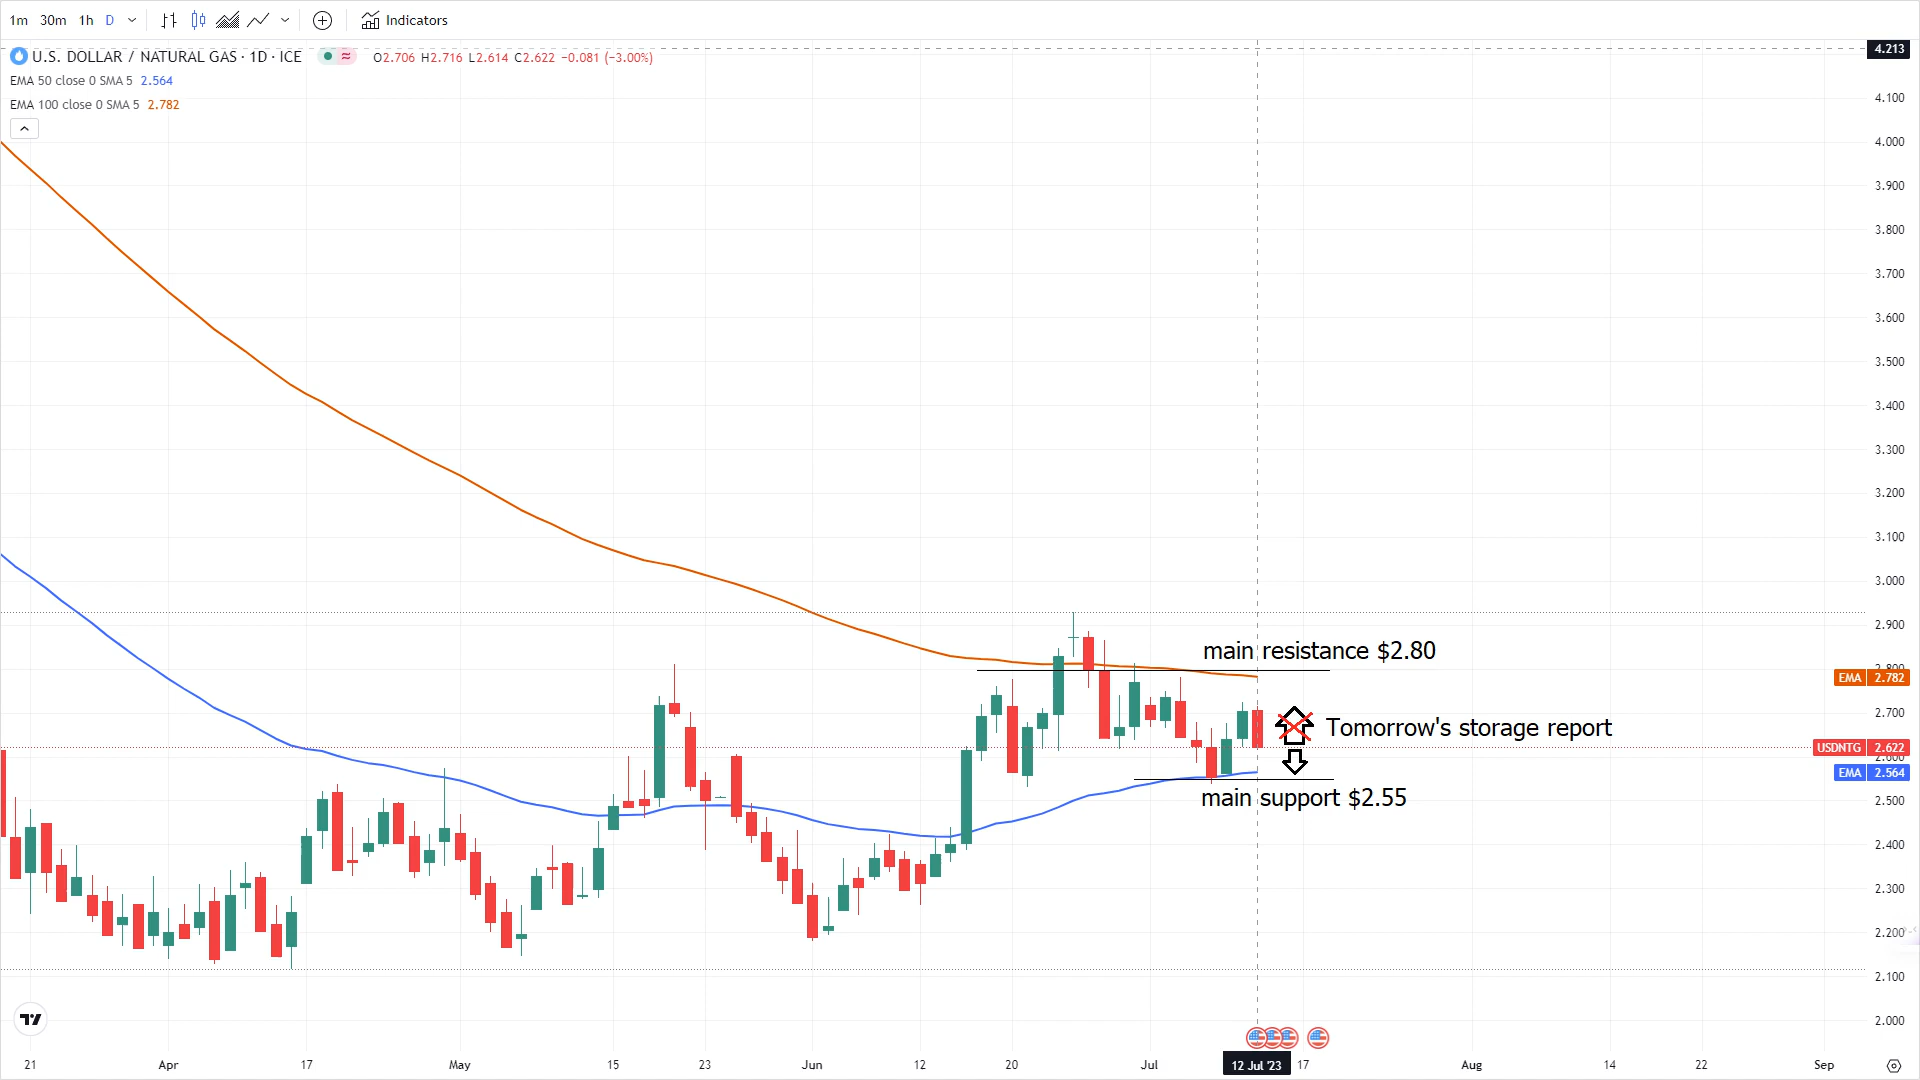 1m 30m 1h D Indicators
4.213
U.S. DOLLAR / NATURAL GAS · 1D · ICE ≈ O2.706 H2.716 L2.614 C2.622 −0.081 (−3.00%)
EMA 50 close 0 SMA 5 2.564
EMA 100 close 0 SMA 5 2.782
4.100
4.000
3.900
3.800
3.700
3.600
3.500
3.400
3.300
3.200
3.100
3.000
2.900
main resistance $2.80
2.800
EMA 2.782
2.700
Tomorrow's storage report
USDNTG 2.622
2.600
EMA 2.564
main support $2.55
2.500
2.400
2.300
2.200
2.100
2.000
21 Apr 17 May 15 23 Jun 12 20 Jul 12 Jul '23 17 Aug 14 22 Sep